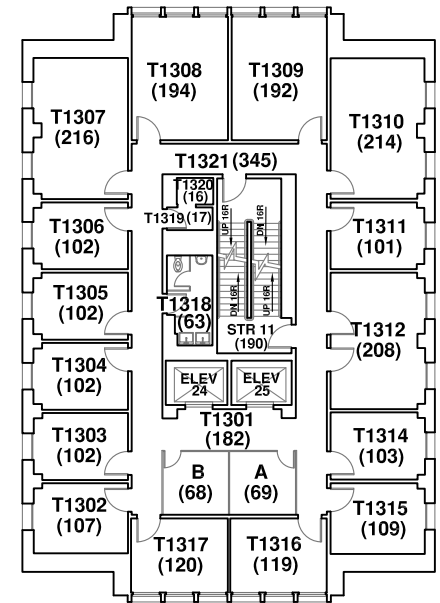 T1308
(194)
T1309
(192)
T1307
(216)
T1310
(214)
T1321 (345)
T1320
(16)
T1319 (17)
UP 16R
DN 16R
T1306
(102)
T1311
(101)
T1305
(102)
T1318
(63)
DN 16R
UP 16R
STR 11
(190)
T1312
(208)
T1304
(102)
ELEV
24
ELEV
25
T1301
(182)
T1303
(102)
T1314
(103)
B
(68)
A
(69)
T1302
(107)
T1315
(109)
T1317
(120)
T1316
(119)